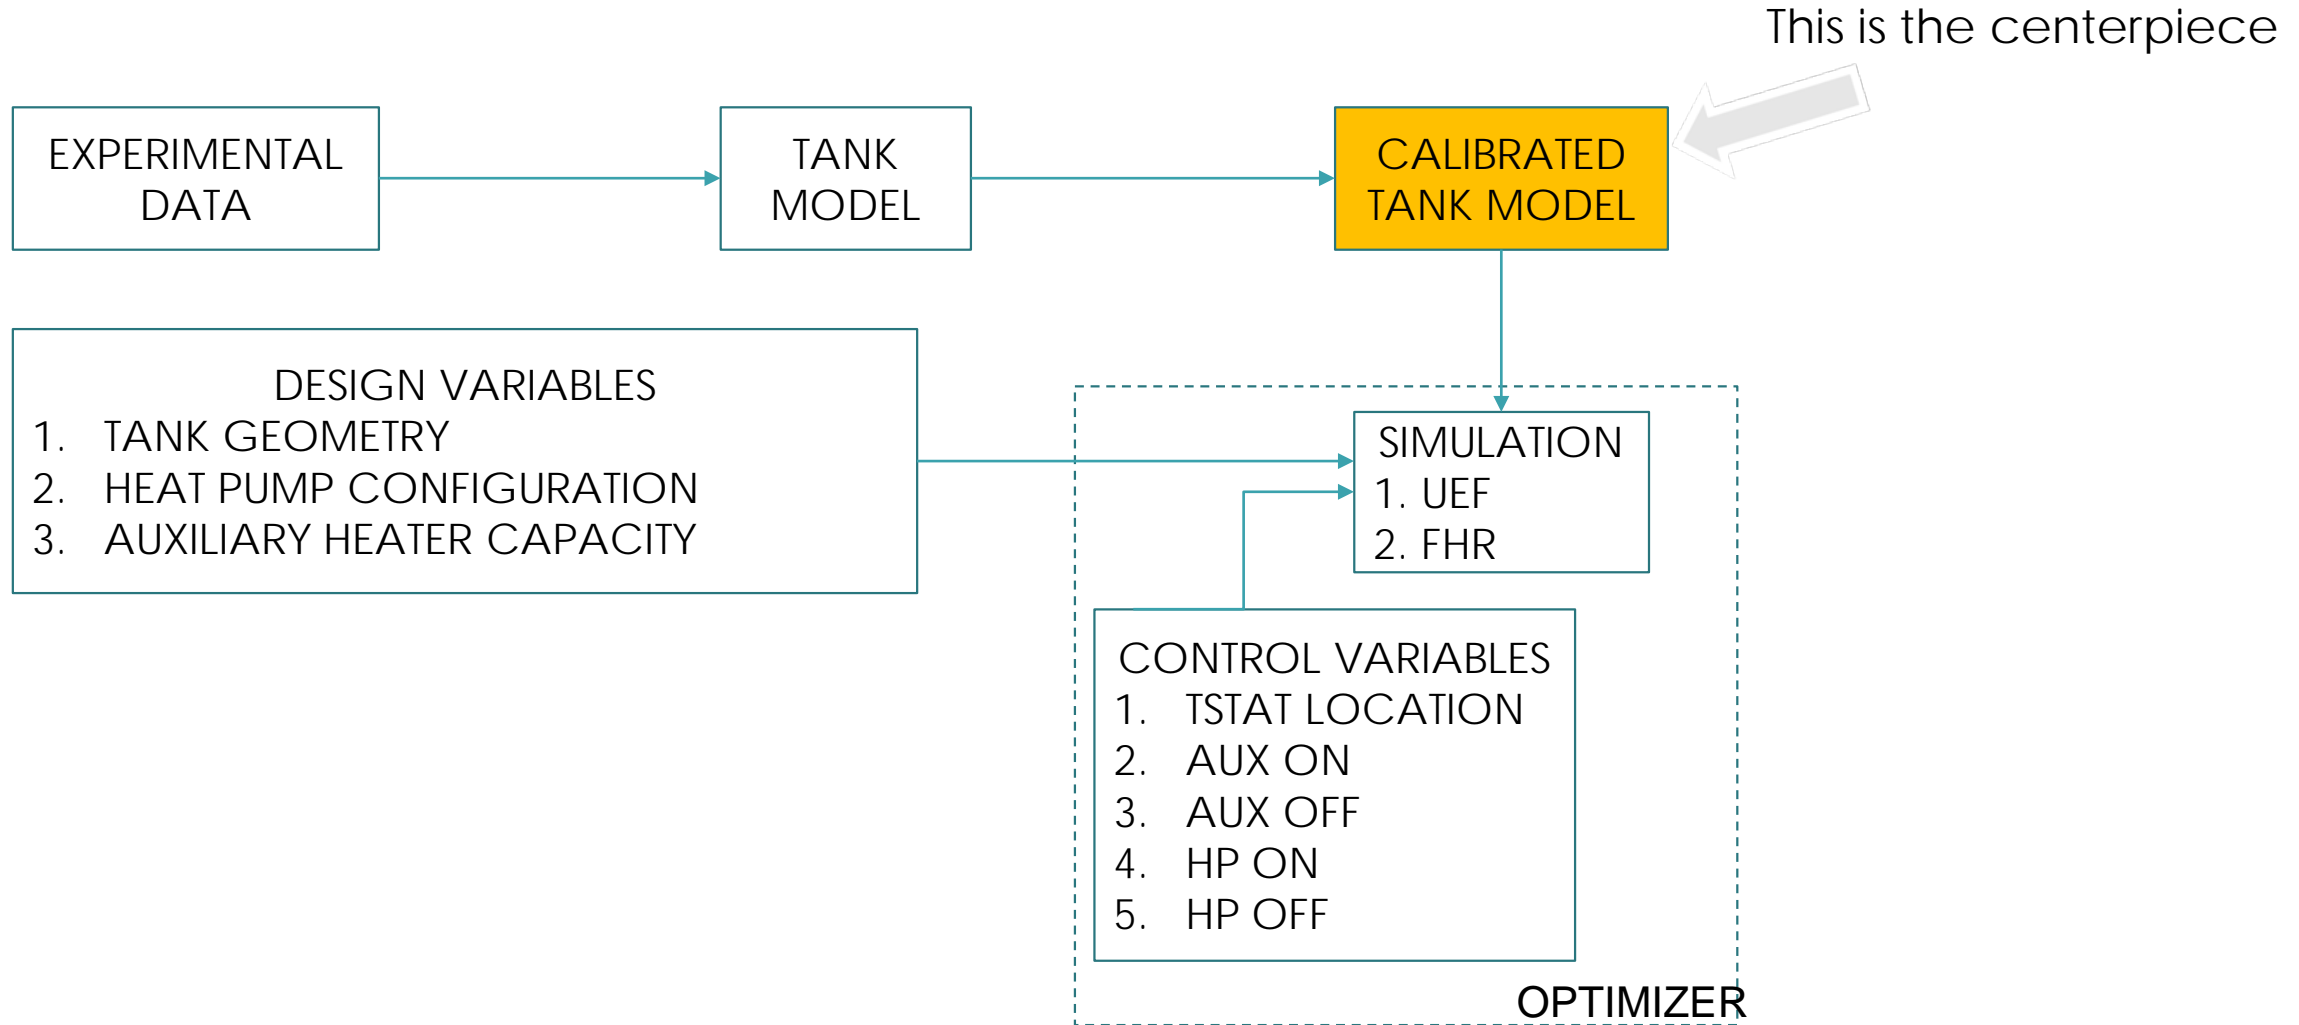 This is the centerpiece
EXPERIMENTAL
DATA
TANK
MODEL
CALIBRATED
TANK MODEL
DESIGN VARIABLES
1. TANK GEOMETRY
2. HEAT PUMP CONFIGURATION
3. AUXILIARY HEATER CAPACITY
SIMULATION
1. UEF
2. FHR
CONTROL VARIABLES
1. TSTAT LOCATION
2. AUX ON
3. AUX OFF
4. HP ON
5. HP OFF
OPTIMIZER